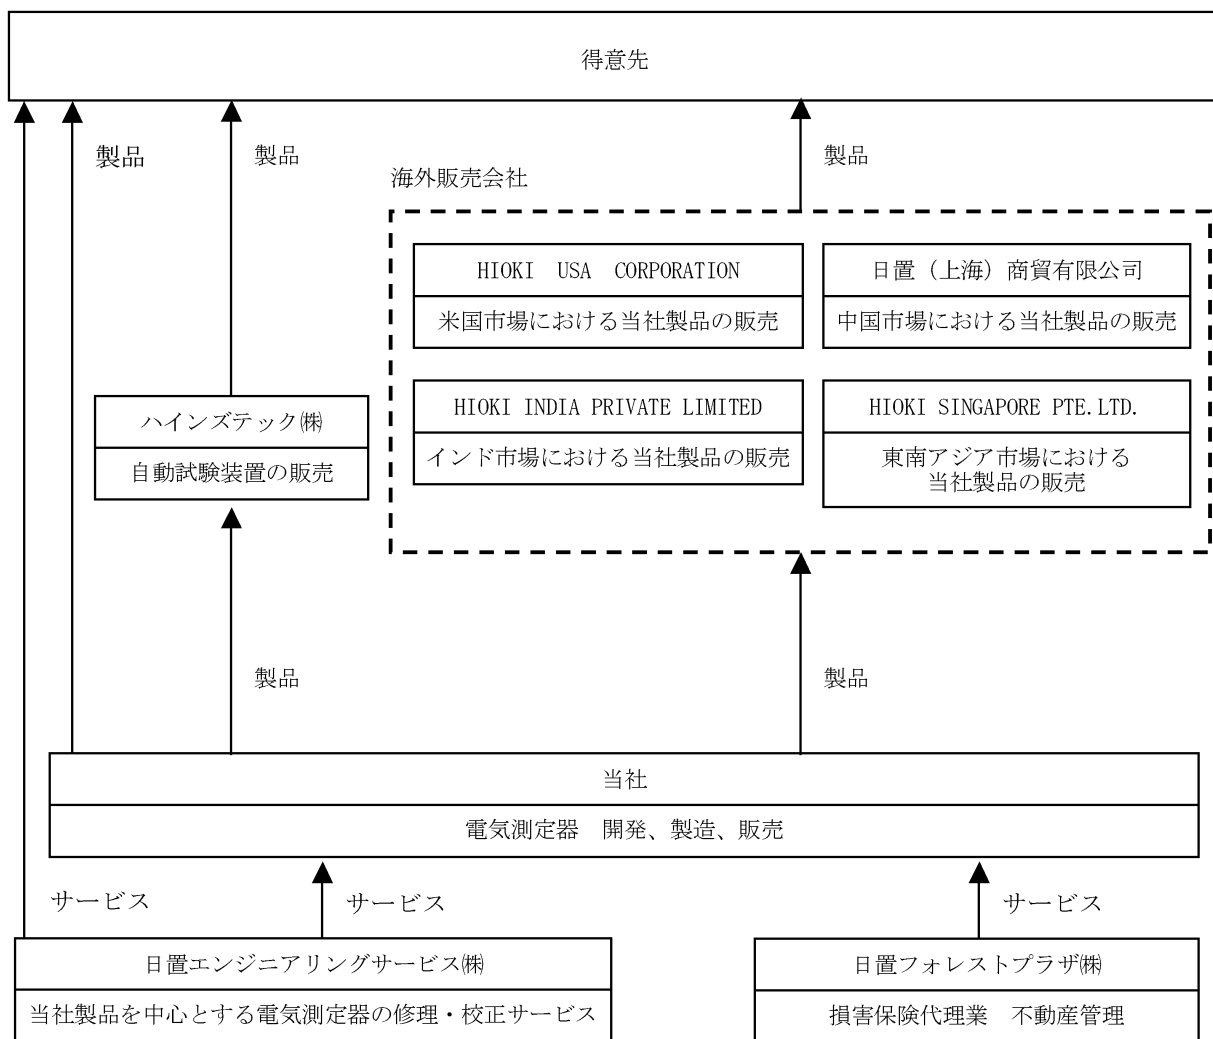 得意先
製品
製品
製品
海外販売会社
HIOKI　USA　CORPORATION
米国市場における当社製品の販売
日置（上海）商貿有限公司
中国市場における当社製品の販売
HIOKI INDIA PRIVATE LIMITED
インド市場における当社製品の販売
HIOKI SINGAPORE PTE.LTD.
東南アジア市場における
当社製品の販売
ハインズテック㈱
自動試験装置の販売
製品
製品
当社
電気測定器　開発、製造、販売
サービス
サービス
サービス
日置エンジニアリングサービス㈱
当社製品を中心とする電気測定器の修理・校正サービス
日置フォレストプラザ㈱
損害保険代理業　不動産管理